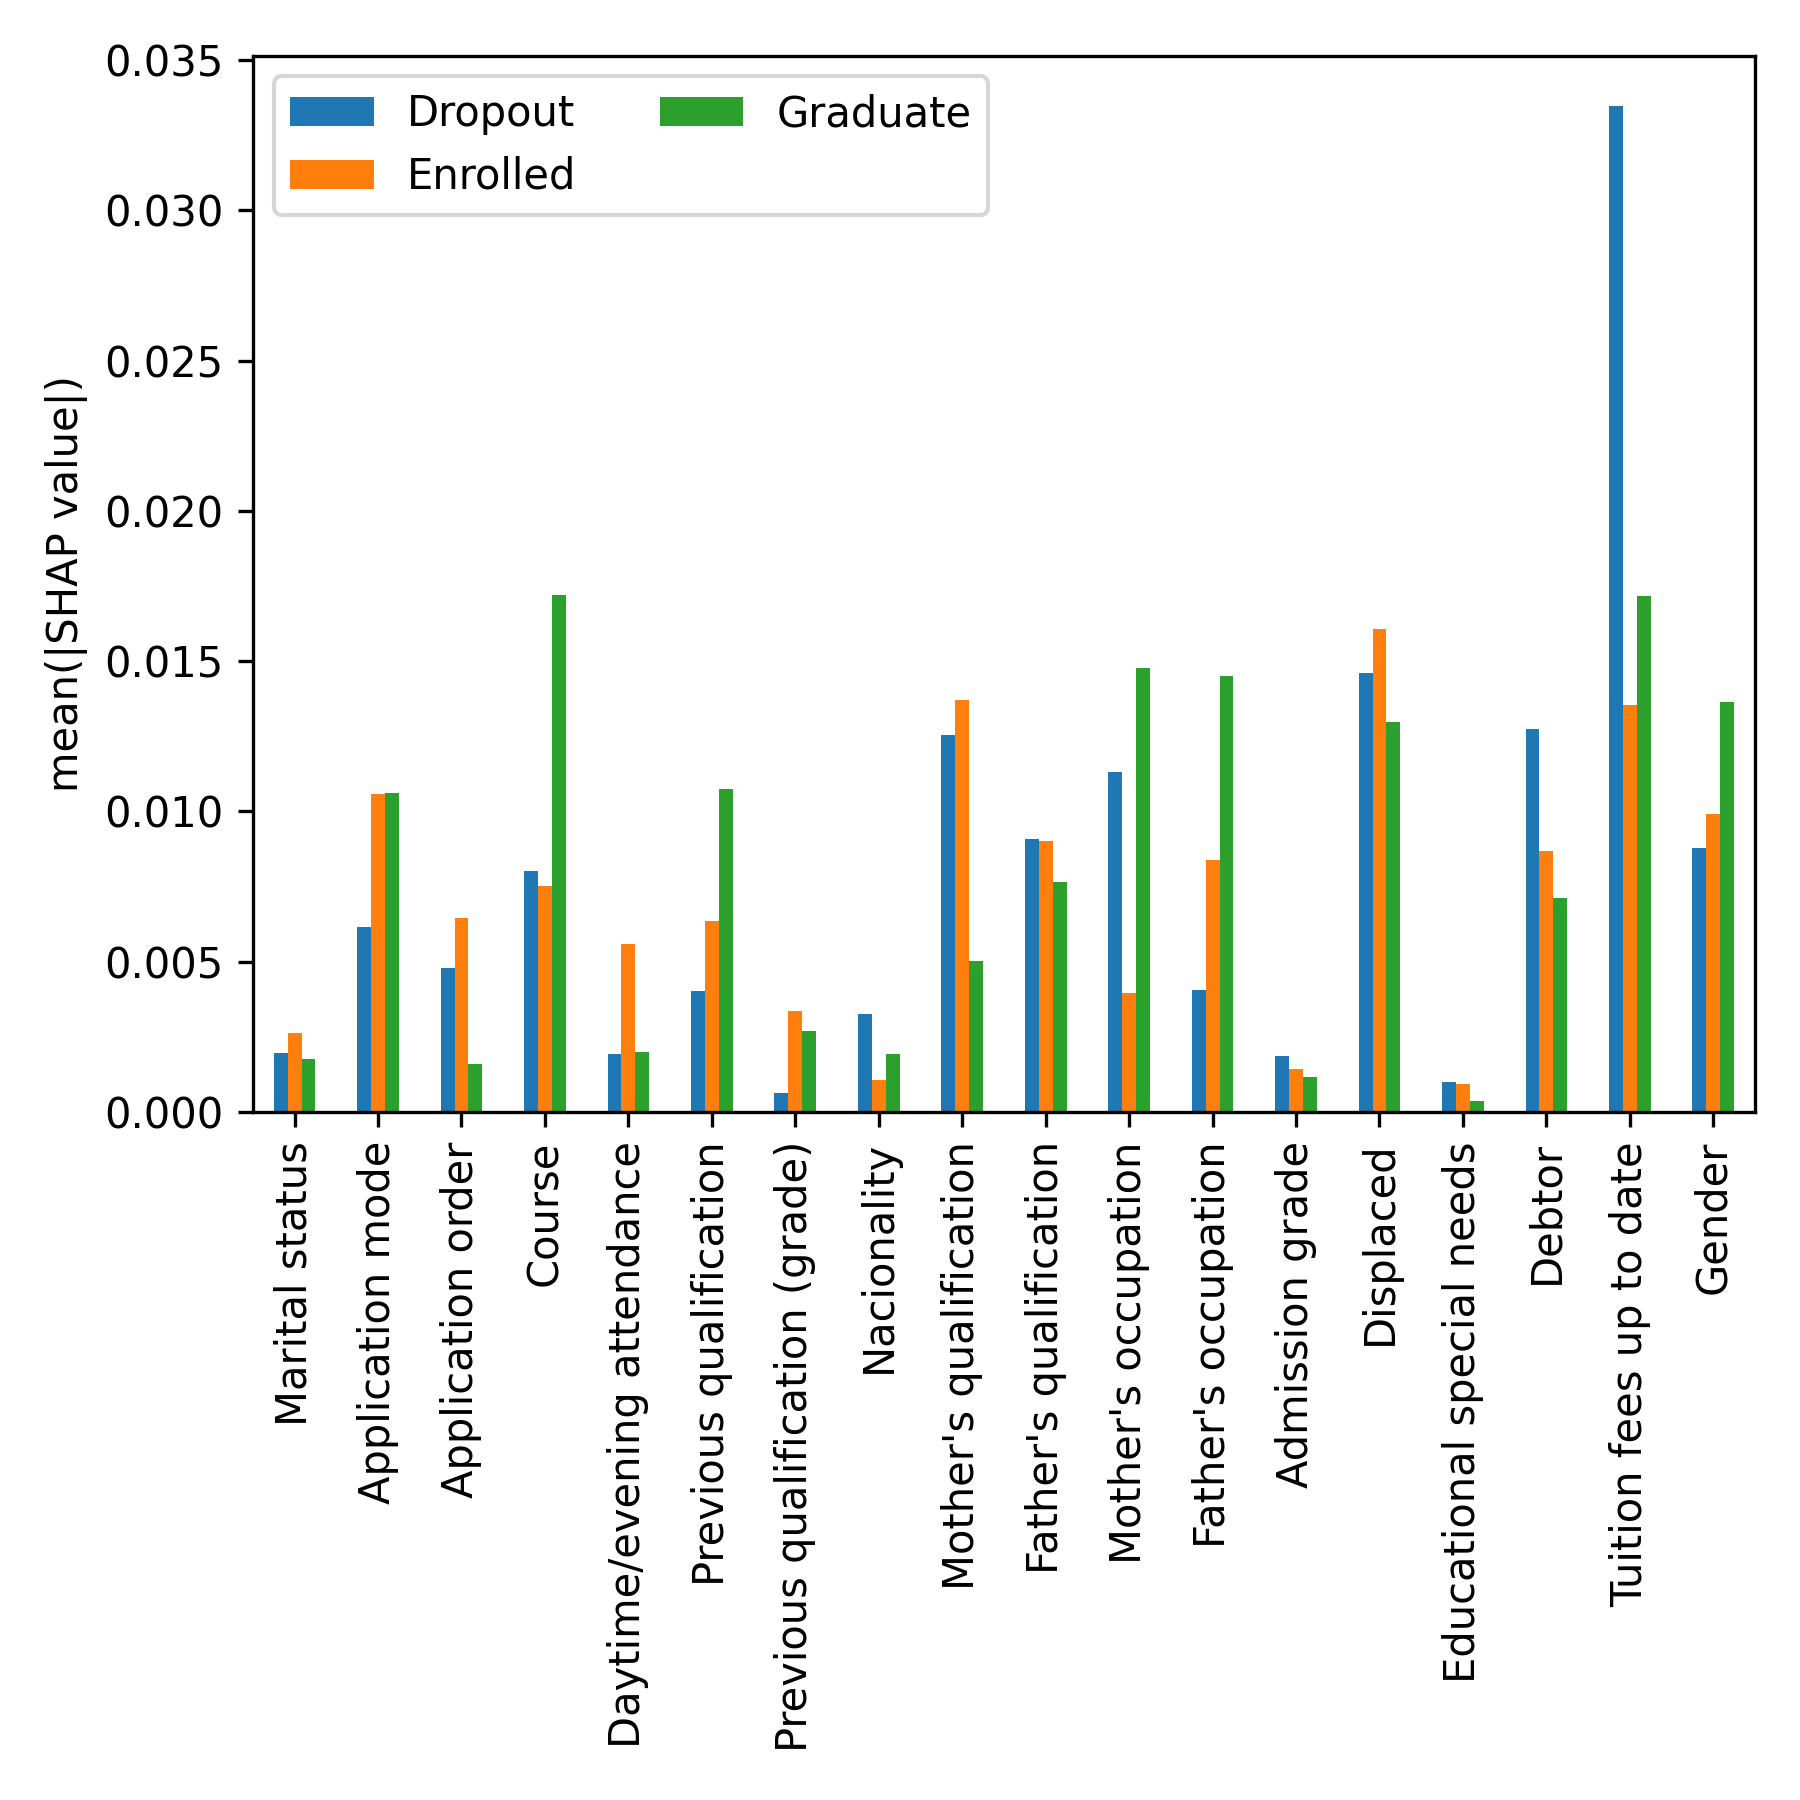 0.035
0.030
0.025
0.020
0.015
0.010
0.005
0.000
mean(|SHAP value|)
Dropout
Enrolled
Graduate
Marital status
Application mode
Application order
Course
Daytime/evening attendance
Previous qualification
Previous qualification (grade)
Nacionality
Mother's qualification
Father's qualification
Mother's occupation
Father's occupation
Admission grade
Displaced
Educational special needs
Debtor
Tuition fees up to date
Gender